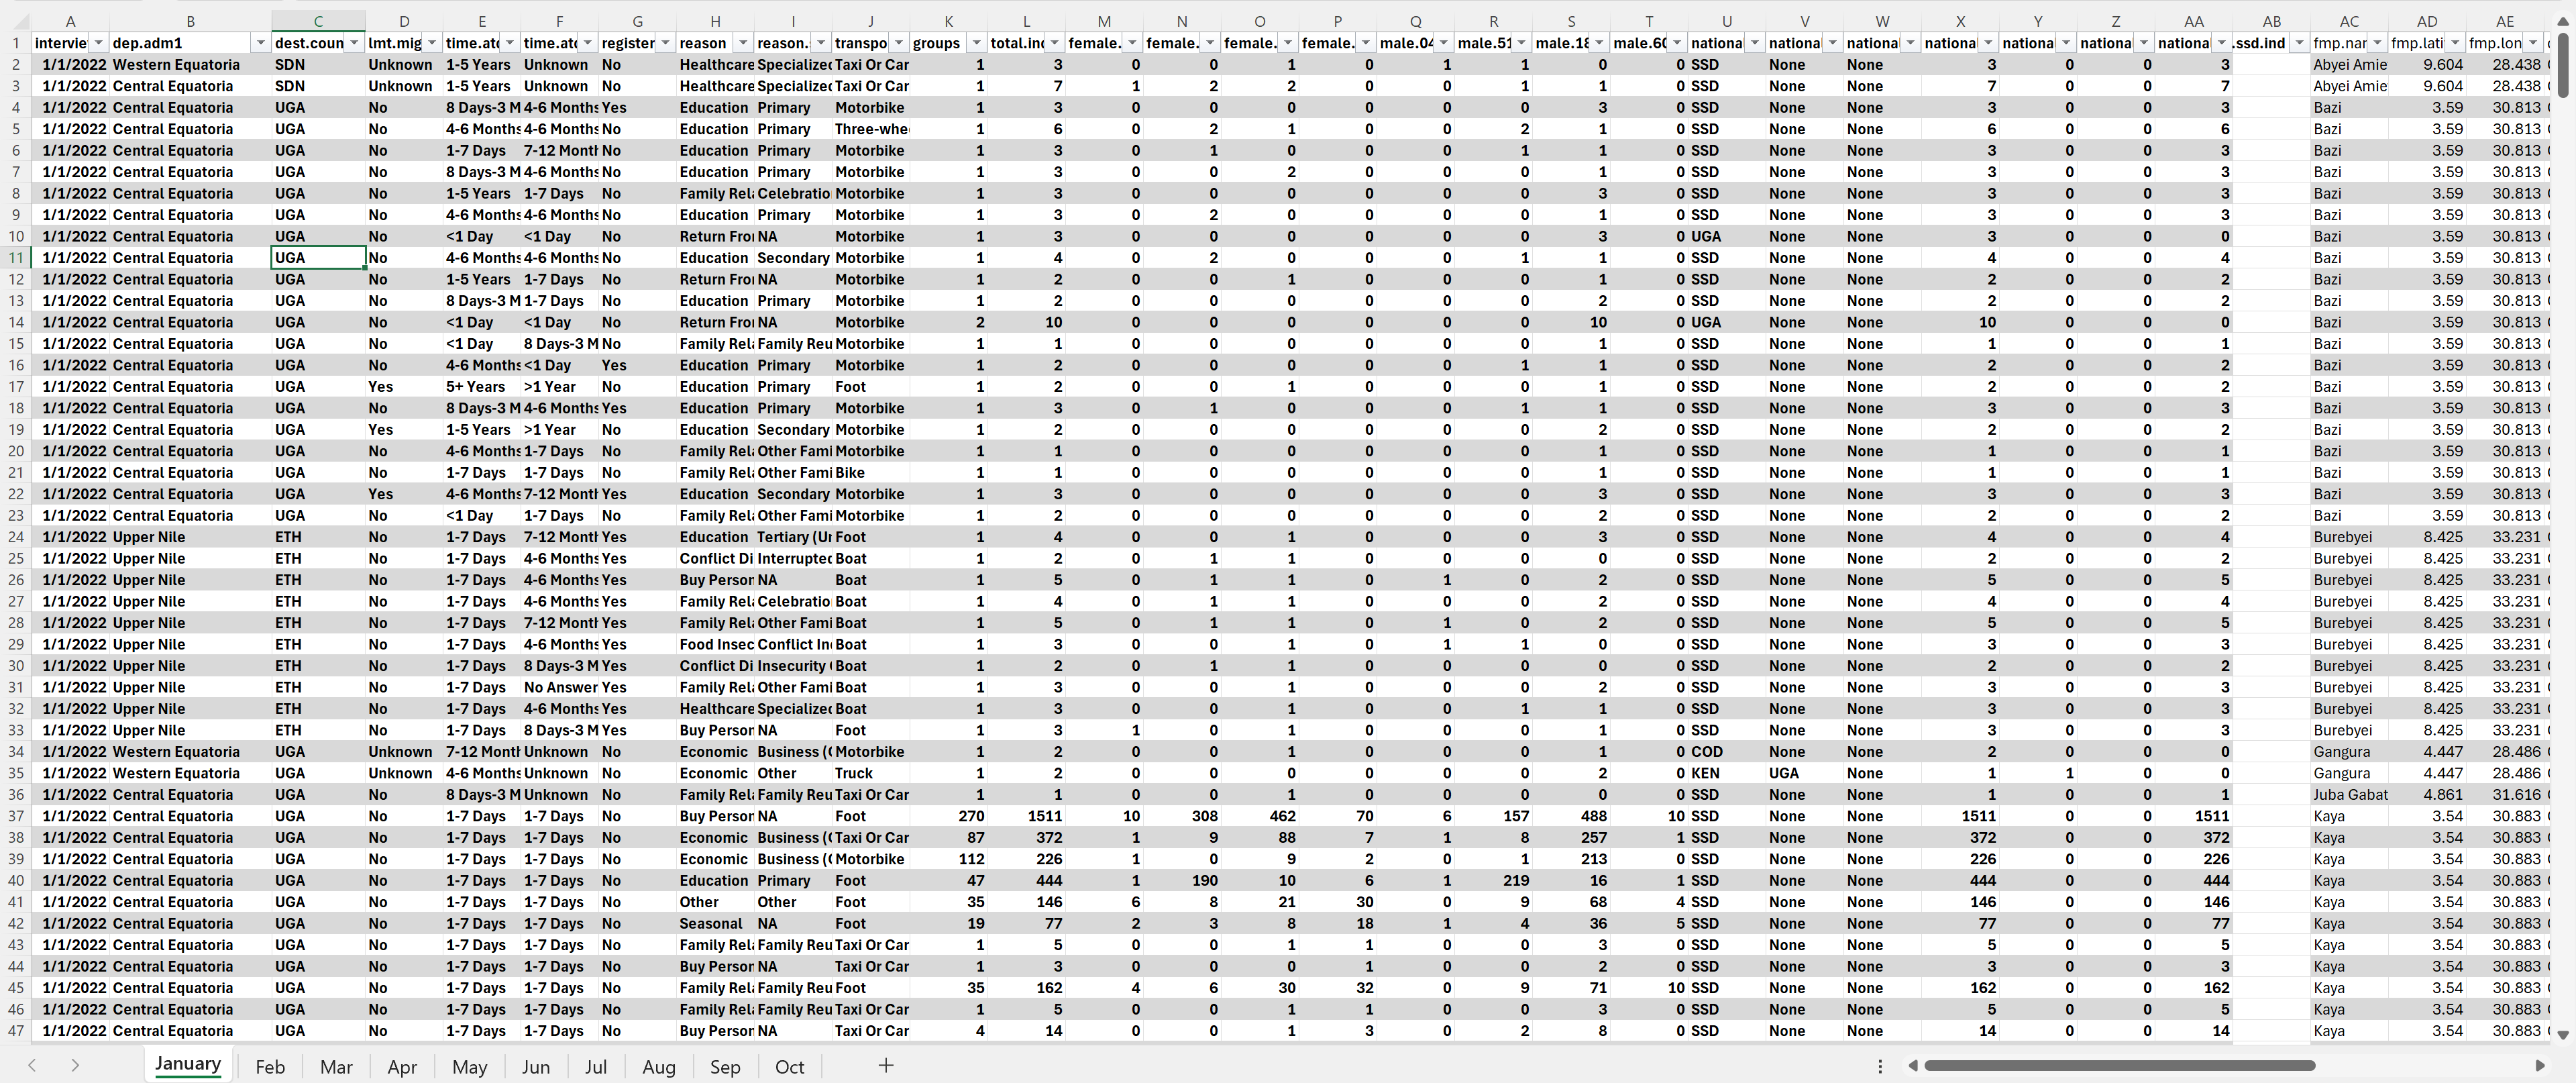 A B C D E F G H I J K L M N O P Q R S T U V W X Y Z AA AB AC AD AE
1 intervie dep.adm1 dest.coun lmt.mig time.atc time.atc register reason reason. transpo groups total.inc female. female. female. female. male.04 male.51 male.18 male.60 nationa nationa nationa nationa nationa national nationa .ssd.ind fmp.nar fmp.lati fmp.lon
2 1/1/2022 Western Equatoria SDN Unknown 1-5 Years Unknown No Healthcare Specialized Taxi Or Car 1 3 0 0 1 0 1 1 0 0 SSD None None 3 0 0 3 Abyei Amie 9.604 28.438
3 1/1/2022 Central Equatoria SDN Unknown 1-5 Years Unknown No Healthcare Specialized Taxi Or Car 1 7 1 2 2 0 0 1 1 0 SSD None None 7 0 0 7 Abyei Amie 9.604 28.438
4 1/1/2022 Central Equatoria UGA No 8 Days-3 M 4-6 Months Yes Education Primary Motorbike 1 3 0 0 0 0 0 0 3 0 SSD None None 3 0 0 3 Bazi 3.59 30.813
5 1/1/2022 Central Equatoria UGA No 4-6 Months 4-6 Months No Education Primary Three-whe 1 6 0 2 1 0 0 2 1 0 SSD None None 6 0 0 6 Bazi 3.59 30.813
6 1/1/2022 Central Equatoria UGA No 1-7 Days 7-12 Month No Education Primary Motorbike 1 3 0 1 0 0 0 1 1 0 SSD None None 3 0 0 3 Bazi 3.59 30.813
7 1/1/2022 Central Equatoria UGA No 8 Days-3 M 4-6 Months No Education Primary Motorbike 1 3 0 0 2 0 0 0 1 0 SSD None None 3 0 0 3 Bazi 3.59 30.813
8 1/1/2022 Central Equatoria UGA No 1-5 Years 1-7 Days No Family Rela Celebratio Motorbike 1 3 0 0 0 0 0 0 3 0 SSD None None 3 0 0 3 Bazi 3.59 30.813
9 1/1/2022 Central Equatoria UGA No 4-6 Months 4-6 Months No Education Primary Motorbike 1 3 0 2 0 0 0 0 1 0 SSD None None 3 0 0 3 Bazi 3.59 30.813
10 1/1/2022 Central Equatoria UGA No <1 Day <1 Day No Return Fro NA Motorbike 1 3 0 0 0 0 0 0 3 0 UGA None None 3 0 0 0 Bazi 3.59 30.813
11 1/1/2022 Central Equatoria UGA No 4-6 Months 4-6 Months No Education Secondary Motorbike 1 4 0 2 0 0 0 1 1 0 SSD None None 4 0 0 4 Bazi 3.59 30.813
12 1/1/2022 Central Equatoria UGA No 1-5 Years 1-7 Days No Return Fro NA Motorbike 1 2 0 0 1 0 0 0 1 0 SSD None None 2 0 0 2 Bazi 3.59 30.813
13 1/1/2022 Central Equatoria UGA No 8 Days-3 M 1-7 Days No Education Primary Motorbike 1 2 0 0 0 0 0 0 2 0 SSD None None 2 0 0 2 Bazi 3.59 30.813
14 1/1/2022 Central Equatoria UGA No <1 Day <1 Day No Return Fro NA Motorbike 2 10 0 0 0 0 0 0 10 0 UGA None None 10 0 0 0 Bazi 3.59 30.813
15 1/1/2022 Central Equatoria UGA No <1 Day 8 Days-3 M No Family Rela Family Reu Motorbike 1 1 0 0 0 0 0 0 1 0 SSD None None 1 0 0 1 Bazi 3.59 30.813
16 1/1/2022 Central Equatoria UGA No 4-6 Months <1 Day Yes Education Primary Motorbike 1 2 0 0 0 0 0 1 1 0 SSD None None 2 0 0 2 Bazi 3.59 30.813
17 1/1/2022 Central Equatoria UGA Yes 5+ Years >1 Year No Education Primary Foot 1 2 0 0 1 0 0 0 1 0 SSD None None 2 0 0 2 Bazi 3.59 30.813
18 1/1/2022 Central Equatoria UGA No 8 Days-3 M 4-6 Months Yes Education Primary Motorbike 1 3 0 1 0 0 0 1 1 0 SSD None None 3 0 0 3 Bazi 3.59 30.813
19 1/1/2022 Central Equatoria UGA Yes 1-5 Years >1 Year No Education Secondary Motorbike 1 2 0 0 0 0 0 0 2 0 SSD None None 2 0 0 2 Bazi 3.59 30.813
20 1/1/2022 Central Equatoria UGA No 4-6 Months 1-7 Days No Family Rela Other Fami Motorbike 1 1 0 0 0 0 0 0 1 0 SSD None None 1 0 0 1 Bazi 3.59 30.813
21 1/1/2022 Central Equatoria UGA No 1-7 Days 1-7 Days No Family Rela Other Fami Bike 1 1 0 0 0 0 0 0 1 0 SSD None None 1 0 0 1 Bazi 3.59 30.813
22 1/1/2022 Central Equatoria UGA Yes 4-6 Months 7-12 Month Yes Education Secondary Motorbike 1 3 0 0 0 0 0 0 3 0 SSD None None 3 0 0 3 Bazi 3.59 30.813
23 1/1/2022 Central Equatoria UGA No <1 Day 1-7 Days No Family Rela Other Fami Motorbike 1 2 0 0 0 0 0 0 2 0 SSD None None 2 0 0 2 Bazi 3.59 30.813
24 1/1/2022 Upper Nile ETH No 1-7 Days 7-12 Month Yes Education Tertiary (Un Foot 1 4 0 0 1 0 0 0 3 0 SSD None None 4 0 0 4 Burebyei 8.425 33.231
25 1/1/2022 Upper Nile ETH No 1-7 Days 4-6 Months Yes Conflict Di Interrupted Boat 1 2 0 1 1 0 0 0 0 0 SSD None None 2 0 0 2 Burebyei 8.425 33.231
26 1/1/2022 Upper Nile ETH No 1-7 Days 4-6 Months Yes Buy Person NA Boat 1 5 0 1 1 0 1 0 2 0 SSD None None 5 0 0 5 Burebyei 8.425 33.231
27 1/1/2022 Upper Nile ETH No 1-7 Days 4-6 Months Yes Family Rela Celebratio Boat 1 4 0 1 1 0 0 0 2 0 SSD None None 4 0 0 4 Burebyei 8.425 33.231
28 1/1/2022 Upper Nile ETH No 1-7 Days 7-12 Month Yes Family Rela Other Fami Boat 1 5 0 1 1 0 1 0 2 0 SSD None None 5 0 0 5 Burebyei 8.425 33.231
29 1/1/2022 Upper Nile ETH No 1-7 Days 4-6 Months Yes Food Insec Conflict Inc Boat 1 3 0 0 1 0 1 1 0 0 SSD None None 3 0 0 3 Burebyei 8.425 33.231
30 1/1/2022 Upper Nile ETH No 1-7 Days 8 Days-3 M Yes Conflict Di Insecurity ( Boat 1 2 0 1 1 0 0 0 0 0 SSD None None 2 0 0 2 Burebyei 8.425 33.231
31 1/1/2022 Upper Nile ETH No 1-7 Days No Answer Yes Family Rela Other Fami Boat 1 3 0 0 1 0 0 0 2 0 SSD None None 3 0 0 3 Burebyei 8.425 33.231
32 1/1/2022 Upper Nile ETH No 1-7 Days 4-6 Months Yes Healthcare Specialized Boat 1 3 0 0 1 0 0 1 1 0 SSD None None 3 0 0 3 Burebyei 8.425 33.231
33 1/1/2022 Upper Nile ETH No 1-7 Days 8 Days-3 M Yes Buy Person NA Foot 1 3 1 0 1 0 0 0 1 0 SSD None None 3 0 0 3 Burebyei 8.425 33.231
34 1/1/2022 Western Equatoria UGA Unknown 7-12 Month Unknown No Economic Business (C Motorbike 1 2 0 0 1 0 0 0 1 0 COD None None 2 0 0 0 Gangura 4.447 28.486
35 1/1/2022 Western Equatoria UGA Unknown 4-6 Months Unknown No Economic Other Truck 1 2 0 0 0 0 0 0 2 0 KEN UGA None 1 1 0 0 Gangura 4.447 28.486
36 1/1/2022 Central Equatoria UGA No 8 Days-3 M Unknown No Family Rela Family Reu Taxi Or Car 1 1 0 0 1 0 0 0 0 0 SSD None None 1 0 0 1 Juba Gabat 4.861 31.616
37 1/1/2022 Central Equatoria UGA No 1-7 Days 1-7 Days No Buy Person NA Foot 270 1511 10 308 462 70 6 157 488 10 SSD None None 1511 0 0 1511 Kaya 3.54 30.883
38 1/1/2022 Central Equatoria UGA No 1-7 Days 1-7 Days No Economic Business (C Taxi Or Car 87 372 1 9 88 7 1 8 257 1 SSD None None 372 0 0 372 Kaya 3.54 30.883
39 1/1/2022 Central Equatoria UGA No 1-7 Days 1-7 Days No Economic Business (C Motorbike 112 226 1 0 9 2 0 1 213 0 SSD None None 226 0 0 226 Kaya 3.54 30.883
40 1/1/2022 Central Equatoria UGA No 1-7 Days 1-7 Days No Education Primary Foot 47 444 1 190 10 6 1 219 16 1 SSD None None 444 0 0 444 Kaya 3.54 30.883
41 1/1/2022 Central Equatoria UGA No 1-7 Days 1-7 Days No Other Other Foot 35 146 6 8 21 30 0 9 68 4 SSD None None 146 0 0 146 Kaya 3.54 30.883
42 1/1/2022 Central Equatoria UGA No 1-7 Days 1-7 Days No Seasonal NA Foot 19 77 2 3 8 18 1 4 36 5 SSD None None 77 0 0 77 Kaya 3.54 30.883
43 1/1/2022 Central Equatoria UGA No 1-7 Days 1-7 Days No Family Rela Family Reu Taxi Or Car 1 5 0 0 1 1 0 0 3 0 SSD None None 5 0 0 5 Kaya 3.54 30.883
44 1/1/2022 Central Equatoria UGA No 1-7 Days 1-7 Days No Buy Person NA Taxi Or Car 1 3 0 0 0 1 0 0 2 0 SSD None None 3 0 0 3 Kaya 3.54 30.883
45 1/1/2022 Central Equatoria UGA No 1-7 Days 1-7 Days No Family Rela Family Reu Foot 35 162 4 6 30 32 0 9 71 10 SSD None None 162 0 0 162 Kaya 3.54 30.883
46 1/1/2022 Central Equatoria UGA No 1-7 Days 1-7 Days No Family Rela Family Reu Taxi Or Car 1 5 0 0 1 1 0 0 3 0 SSD None None 5 0 0 5 Kaya 3.54 30.883
47 1/1/2022 Central Equatoria UGA No 1-7 Days 1-7 Days No Buy Person NA Taxi Or Car 4 14 0 0 1 3 0 2 8 0 SSD None None 14 0 0 14 Kaya 3.54 30.883
January Feb Mar Apr May Jun Jul Aug Sep Oct +